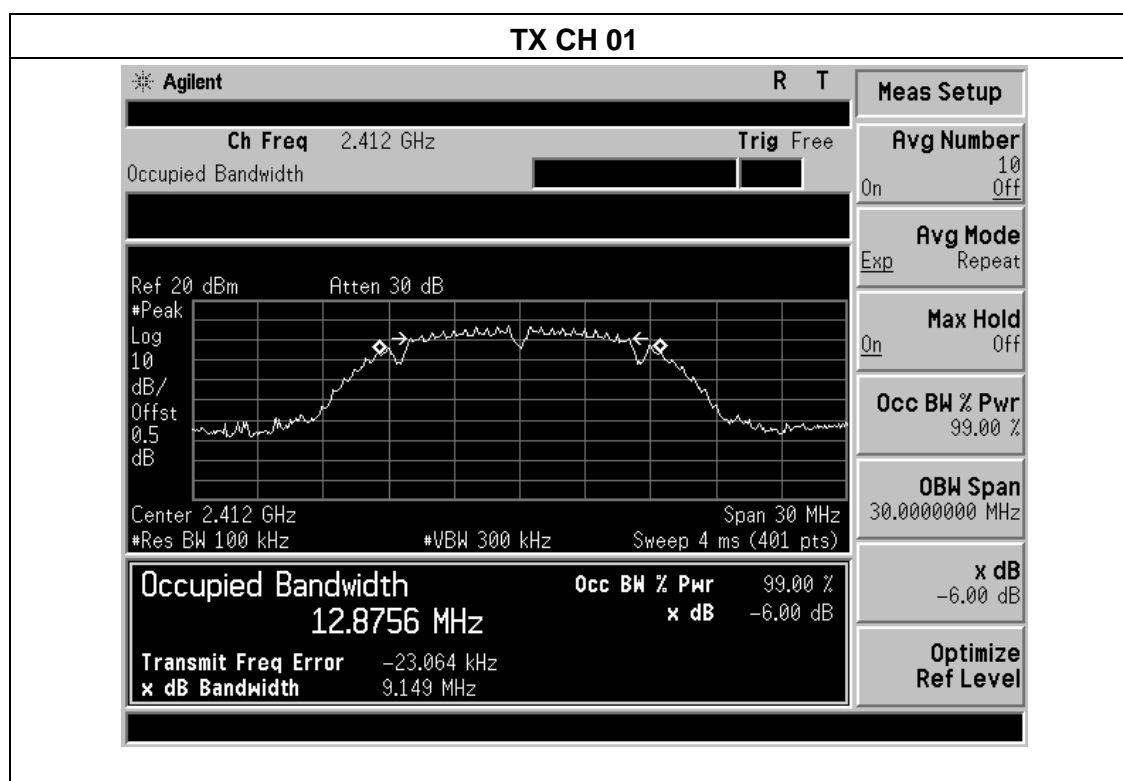 TX CH 01
Agilent R T
Ch Freq 2.412 GHz Trig Free
Occupied Bandwidth
Ref 20 dBm Atten 30 dB
#Peak
Log
10
dB/
Offst
0.5
dB
Center 2.412 GHz Span 30 MHz
#Res BW 100 kHz #VBW 300 kHz Sweep 4 ms (401 pts)
Occupied Bandwidth Occ BW % Pwr 99.00 %
12.8756 MHz x dB -6.00 dB
Transmit Freq Error -23.064 kHz
x dB Bandwidth 9.149 MHz
Meas Setup
Avg Number
10
On Off
Avg Mode
Exp Repeat
Max Hold
On Off
Occ BW % Pwr
99.00 %
OBW Span
30.0000000 MHz
x dB
-6.00 dB
Optimize
Ref Level